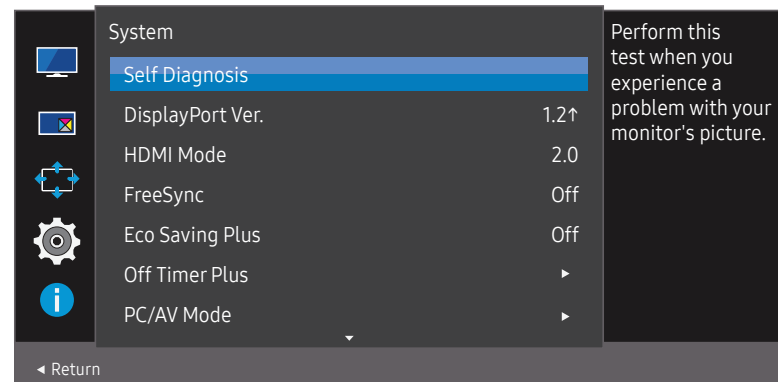 System
Self Diagnosis
DisplayPort Ver. 1.2↑
HDMI Mode 2.0
FreeSync Off
Eco Saving Plus Off
Off Timer Plus ►
PC/AV Mode ►
Perform this
test when you
experience a
problem with your
monitor's picture.
◄ Return